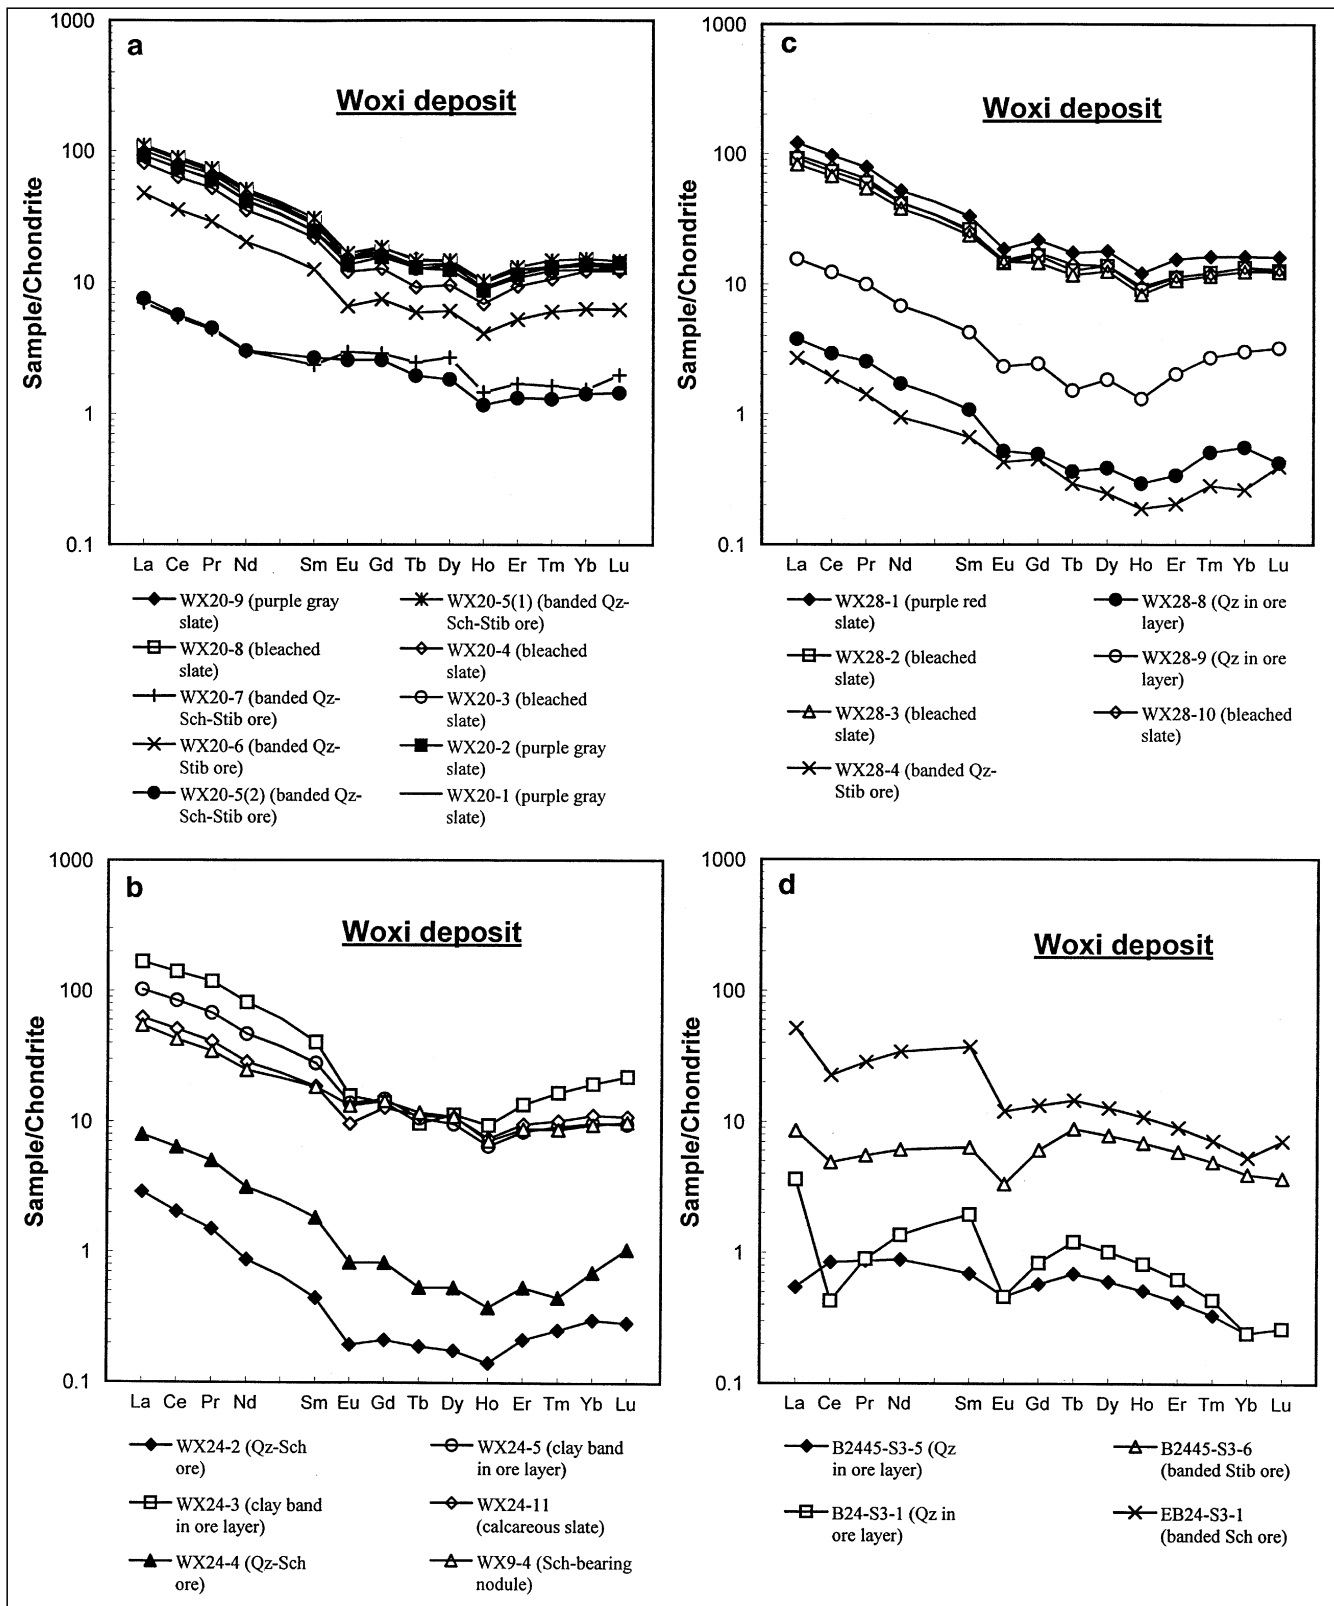 a
Woxi deposit
Sample/Chondrite
1000
100
10
1
0.1
La Ce Pr Nd Sm Eu Gd Tb Dy Ho Er Tm Yb Lu
WX20-9 (purple gray
slate)
WX20-8 (bleached
slate)
WX20-7 (banded Qz-
Sch-Stib ore)
WX20-6 (banded Qz-
Stib ore)
WX20-5(2) (banded Qz-
Sch-Stib ore)
WX20-5(1) (banded Qz-
Sch-Stib ore)
WX20-4 (bleached
slate)
WX20-3 (bleached
slate)
WX20-2 (purple gray
slate)
WX20-1 (purple gray
slate)
c
Woxi deposit
Sample/Chondrite
1000
100
10
1
0.1
La Ce Pr Nd Sm Eu Gd Tb Dy Ho Er Tm Yb Lu
WX28-1 (purple red
slate)
WX28-2 (bleached
slate)
WX28-3 (bleached
slate)
WX28-4 (banded Qz-
Stib ore)
WX28-8 (Qz in ore
layer)
WX28-9 (Qz in ore
layer)
WX28-10 (bleached
slate)
b
Woxi deposit
Sample/Chondrite
1000
100
10
1
0.1
La Ce Pr Nd Sm Eu Gd Tb Dy Ho Er Tm Yb Lu
WX24-2 (Qz-Sch
ore)
WX24-3 (clay band
in ore layer)
WX24-4 (Qz-Sch
ore)
WX24-5 (clay band
in ore layer)
WX24-11
(calcareous slate)
WX9-4 (Sch-bearing
nodule)
d
Woxi deposit
Sample/Chondrite
1000
100
10
1
0.1
La Ce Pr Nd Sm Eu Gd Tb Dy Ho Er Tm Yb Lu
B2445-S3-5 (Qz
in ore layer)
B24-S3-1 (Qz in
ore layer)
B2445-S3-6
(banded Stib ore)
EB24-S3-1
(banded Sch ore)